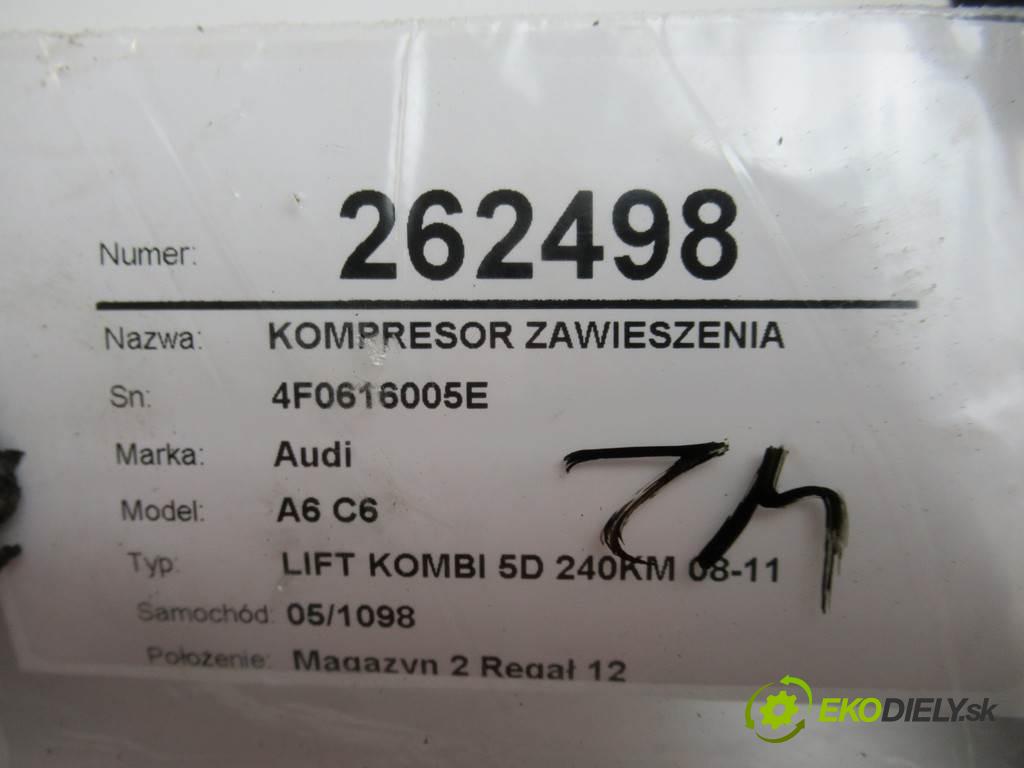 Numer: 262498
Nazwa: KOMPRESOR ZAWIESZENIA
Sn: 4F0616005E
Marka: Audi
Model: A6 C6
Typ: LIFT KOMBI 5D 240KM 08-11
Samochód: 05/1098
Położenie: Magazyn 2 Regał 12
EKODIELY.sk